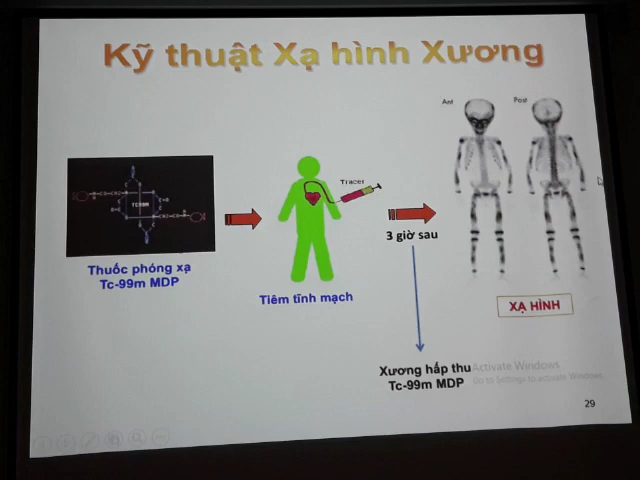 Kỹ thuật Xạ hình Xương
Ant
Post
Tracer
TC99M
3 giờ sau
Thuốc phóng xạ
Tc-99m MDP
Tiêm tĩnh mạch
XẠ HÌNH
Xương hấp thu
Tc-99m MDP
Activate Windows
Go to Settings to activate Windows.
29